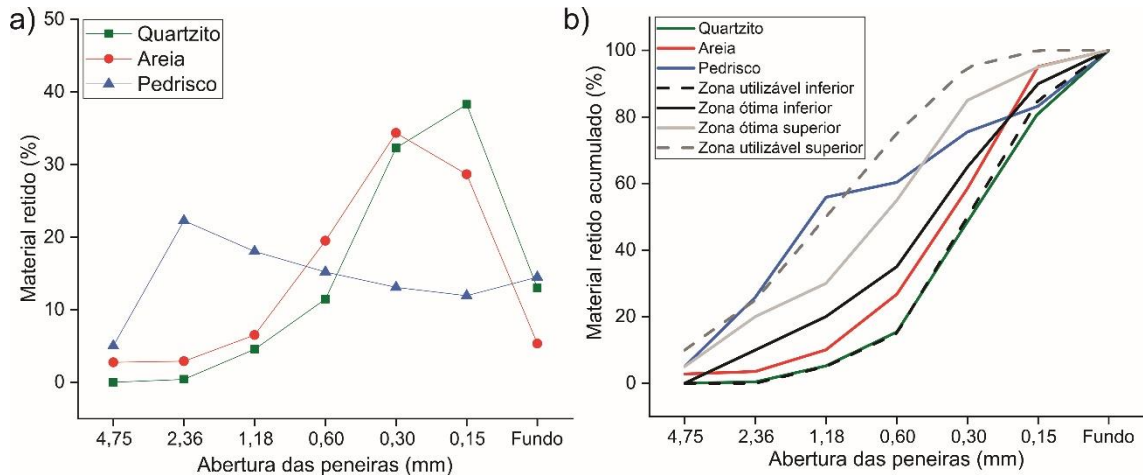 a)
Material retido (%)
50
40
30
20
10
0
Quartzito
Areia
Pedrisco
4,75 2,36 1,18 0,60 0,30 0,15 Fundo
Abertura das peneiras (mm)
b)
Material retido acumulado (%)
100
80
60
40
20
0
Quartzito
Areia
Pedrisco
Zona utilizável inferior
Zona ótima inferior
Zona ótima superior
Zona utilizável superior
4,75 2,36 1,18 0,60 0,30 0,15 Fundo
Abertura das peneiras (mm)